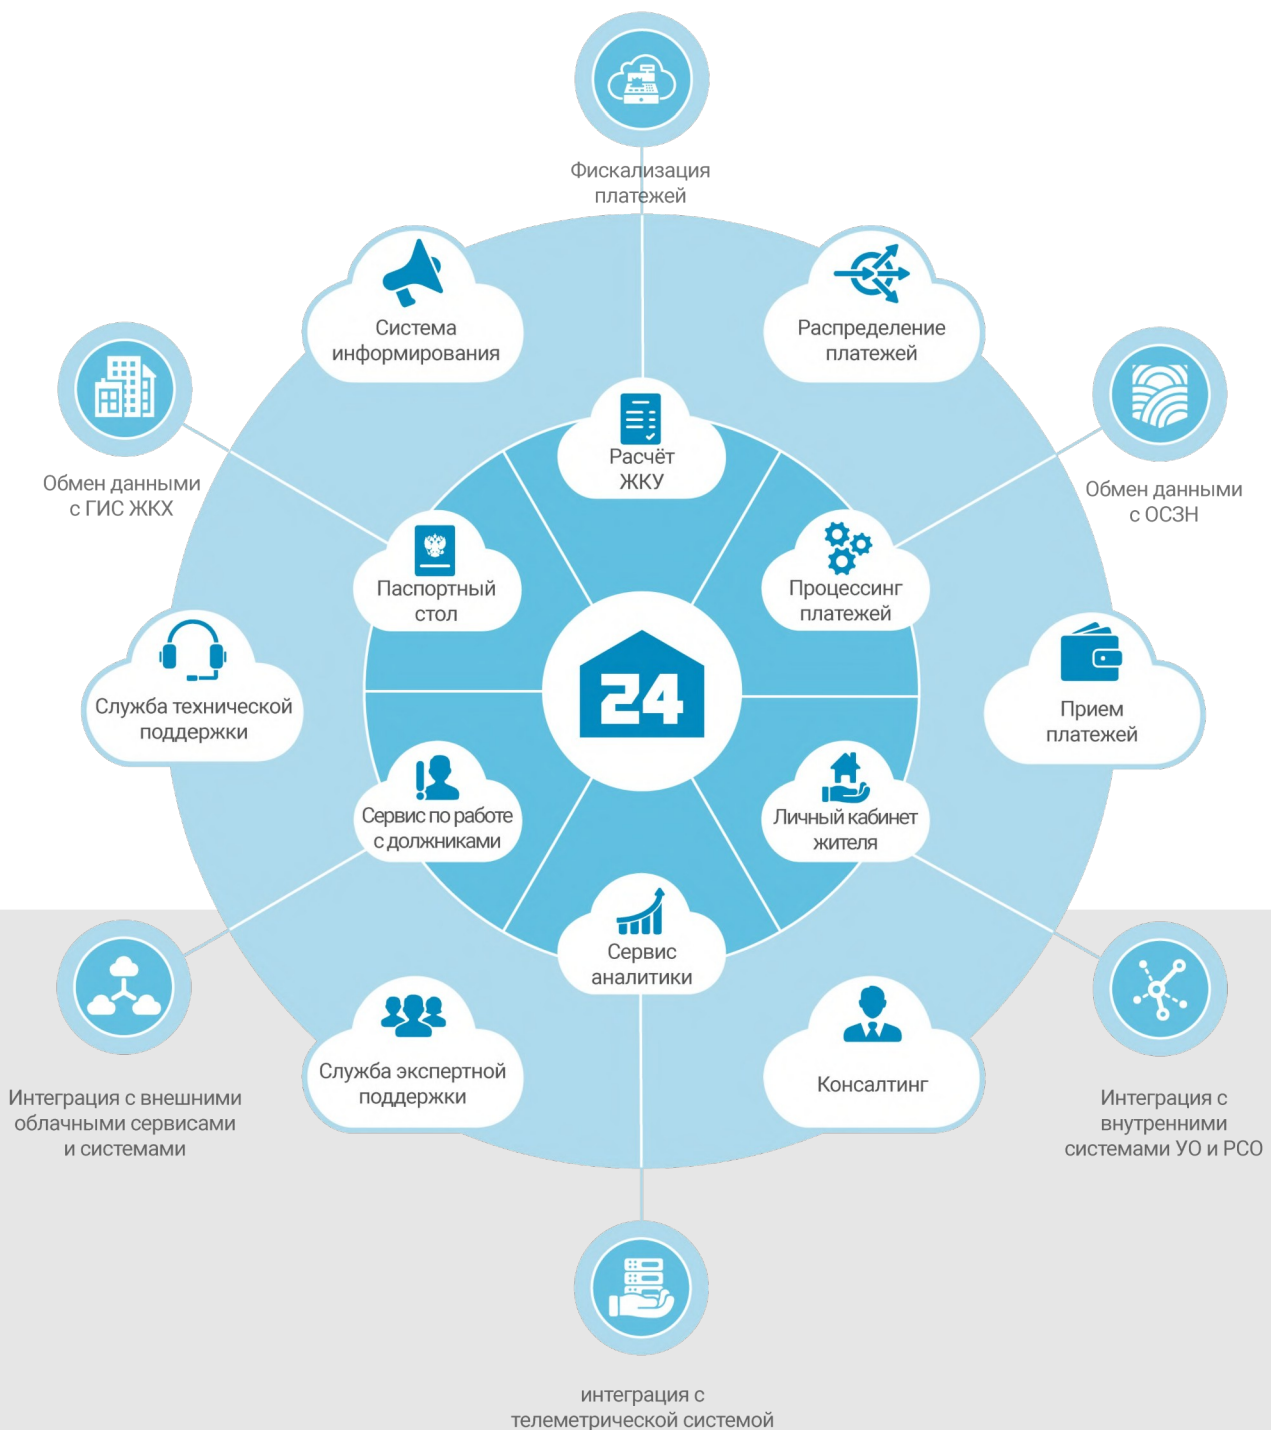 Фискализация
платежей
Система
информирования
Распределение
платежей
Обмен данными
с ГИС ЖКХ
Расчёт
ЖКУ
Обмен данными
с ОСЗН
Паспортный
стол
Процессинг
платежей
24
Служба технической
поддержки
Прием
платежей
Сервис по работе
с должниками
Личный кабинет
жителя
Сервис
аналитики
Служба экспертной
поддержки
Консалтинг
Интеграция с внешними
облачными сервисами
и системами
Интеграция с
внутренними
системами УО и РСО
интеграция с
телеметрической системой